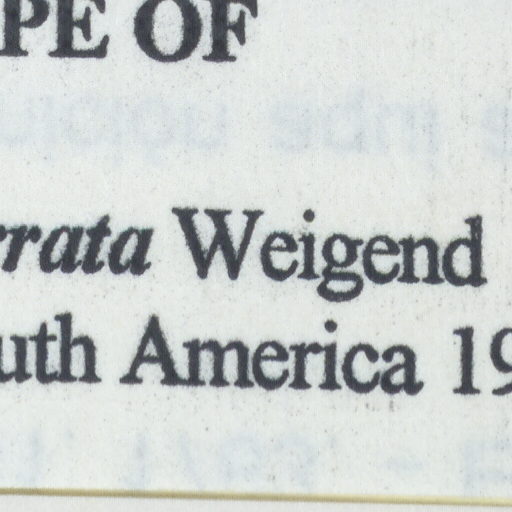 PE OF
rrata Weigend
uth America 19